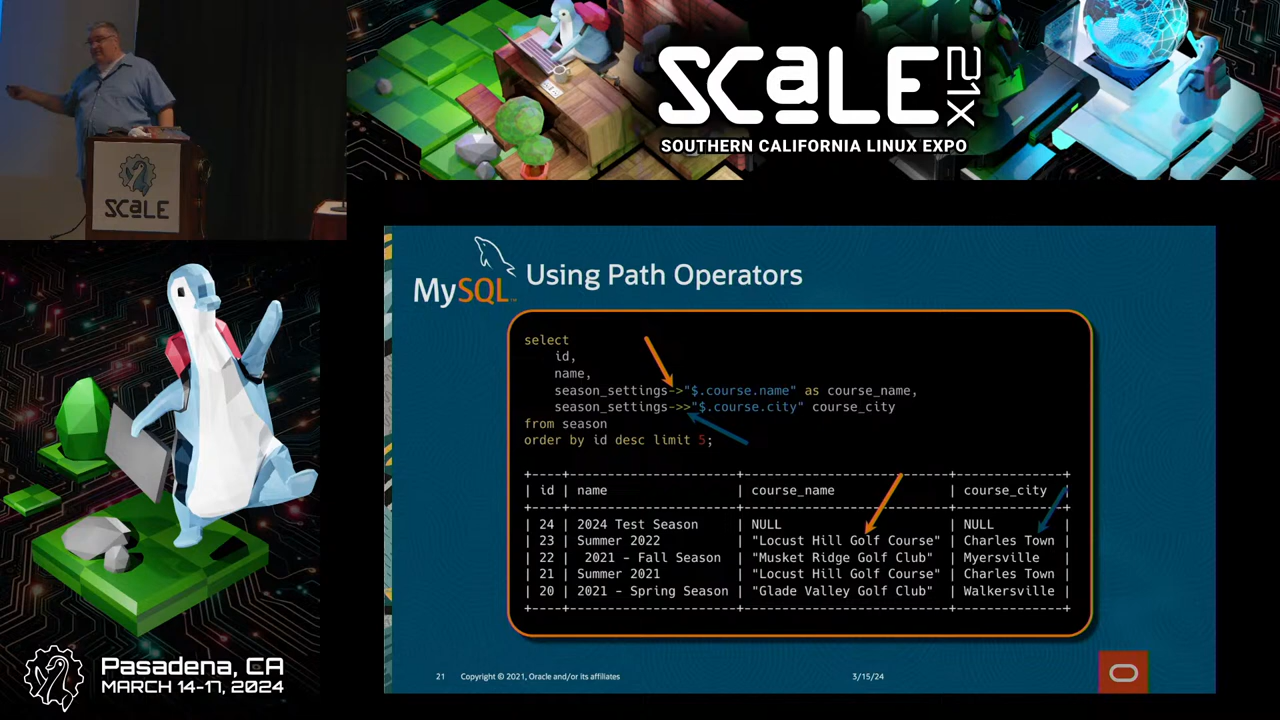 SCALE
SCaLE 21X
SOUTHERN CALIFORNIA LINUX EXPO
MySQL™
Using Path Operators
select
id,
name,
season_settings->"$.course.name" as course_name,
season_settings->>"$.course.city" course_city
from season
order by id desc limit 5;
+----+-----------------------+----------------------------+--------------+
| id | name | course_name | course_city |
+----+-----------------------+----------------------------+--------------+
| 24 | 2024 Test Season | NULL | NULL |
| 23 | Summer 2022 | "Locust Hill Golf Course" | Charles Town |
| 22 | 2021 - Fall Season | "Musket Ridge Golf Club" | Myersville |
| 21 | Summer 2021 | "Locust Hill Golf Course" | Charles Town |
| 20 | 2021 - Spring Season | "Glade Valley Golf Club" | Walkersville |
+----+-----------------------+----------------------------+--------------+
21 Copyright © 2021, Oracle and/or its affiliates 3/15/24
Pasadena, CA
MARCH 14-17, 2024